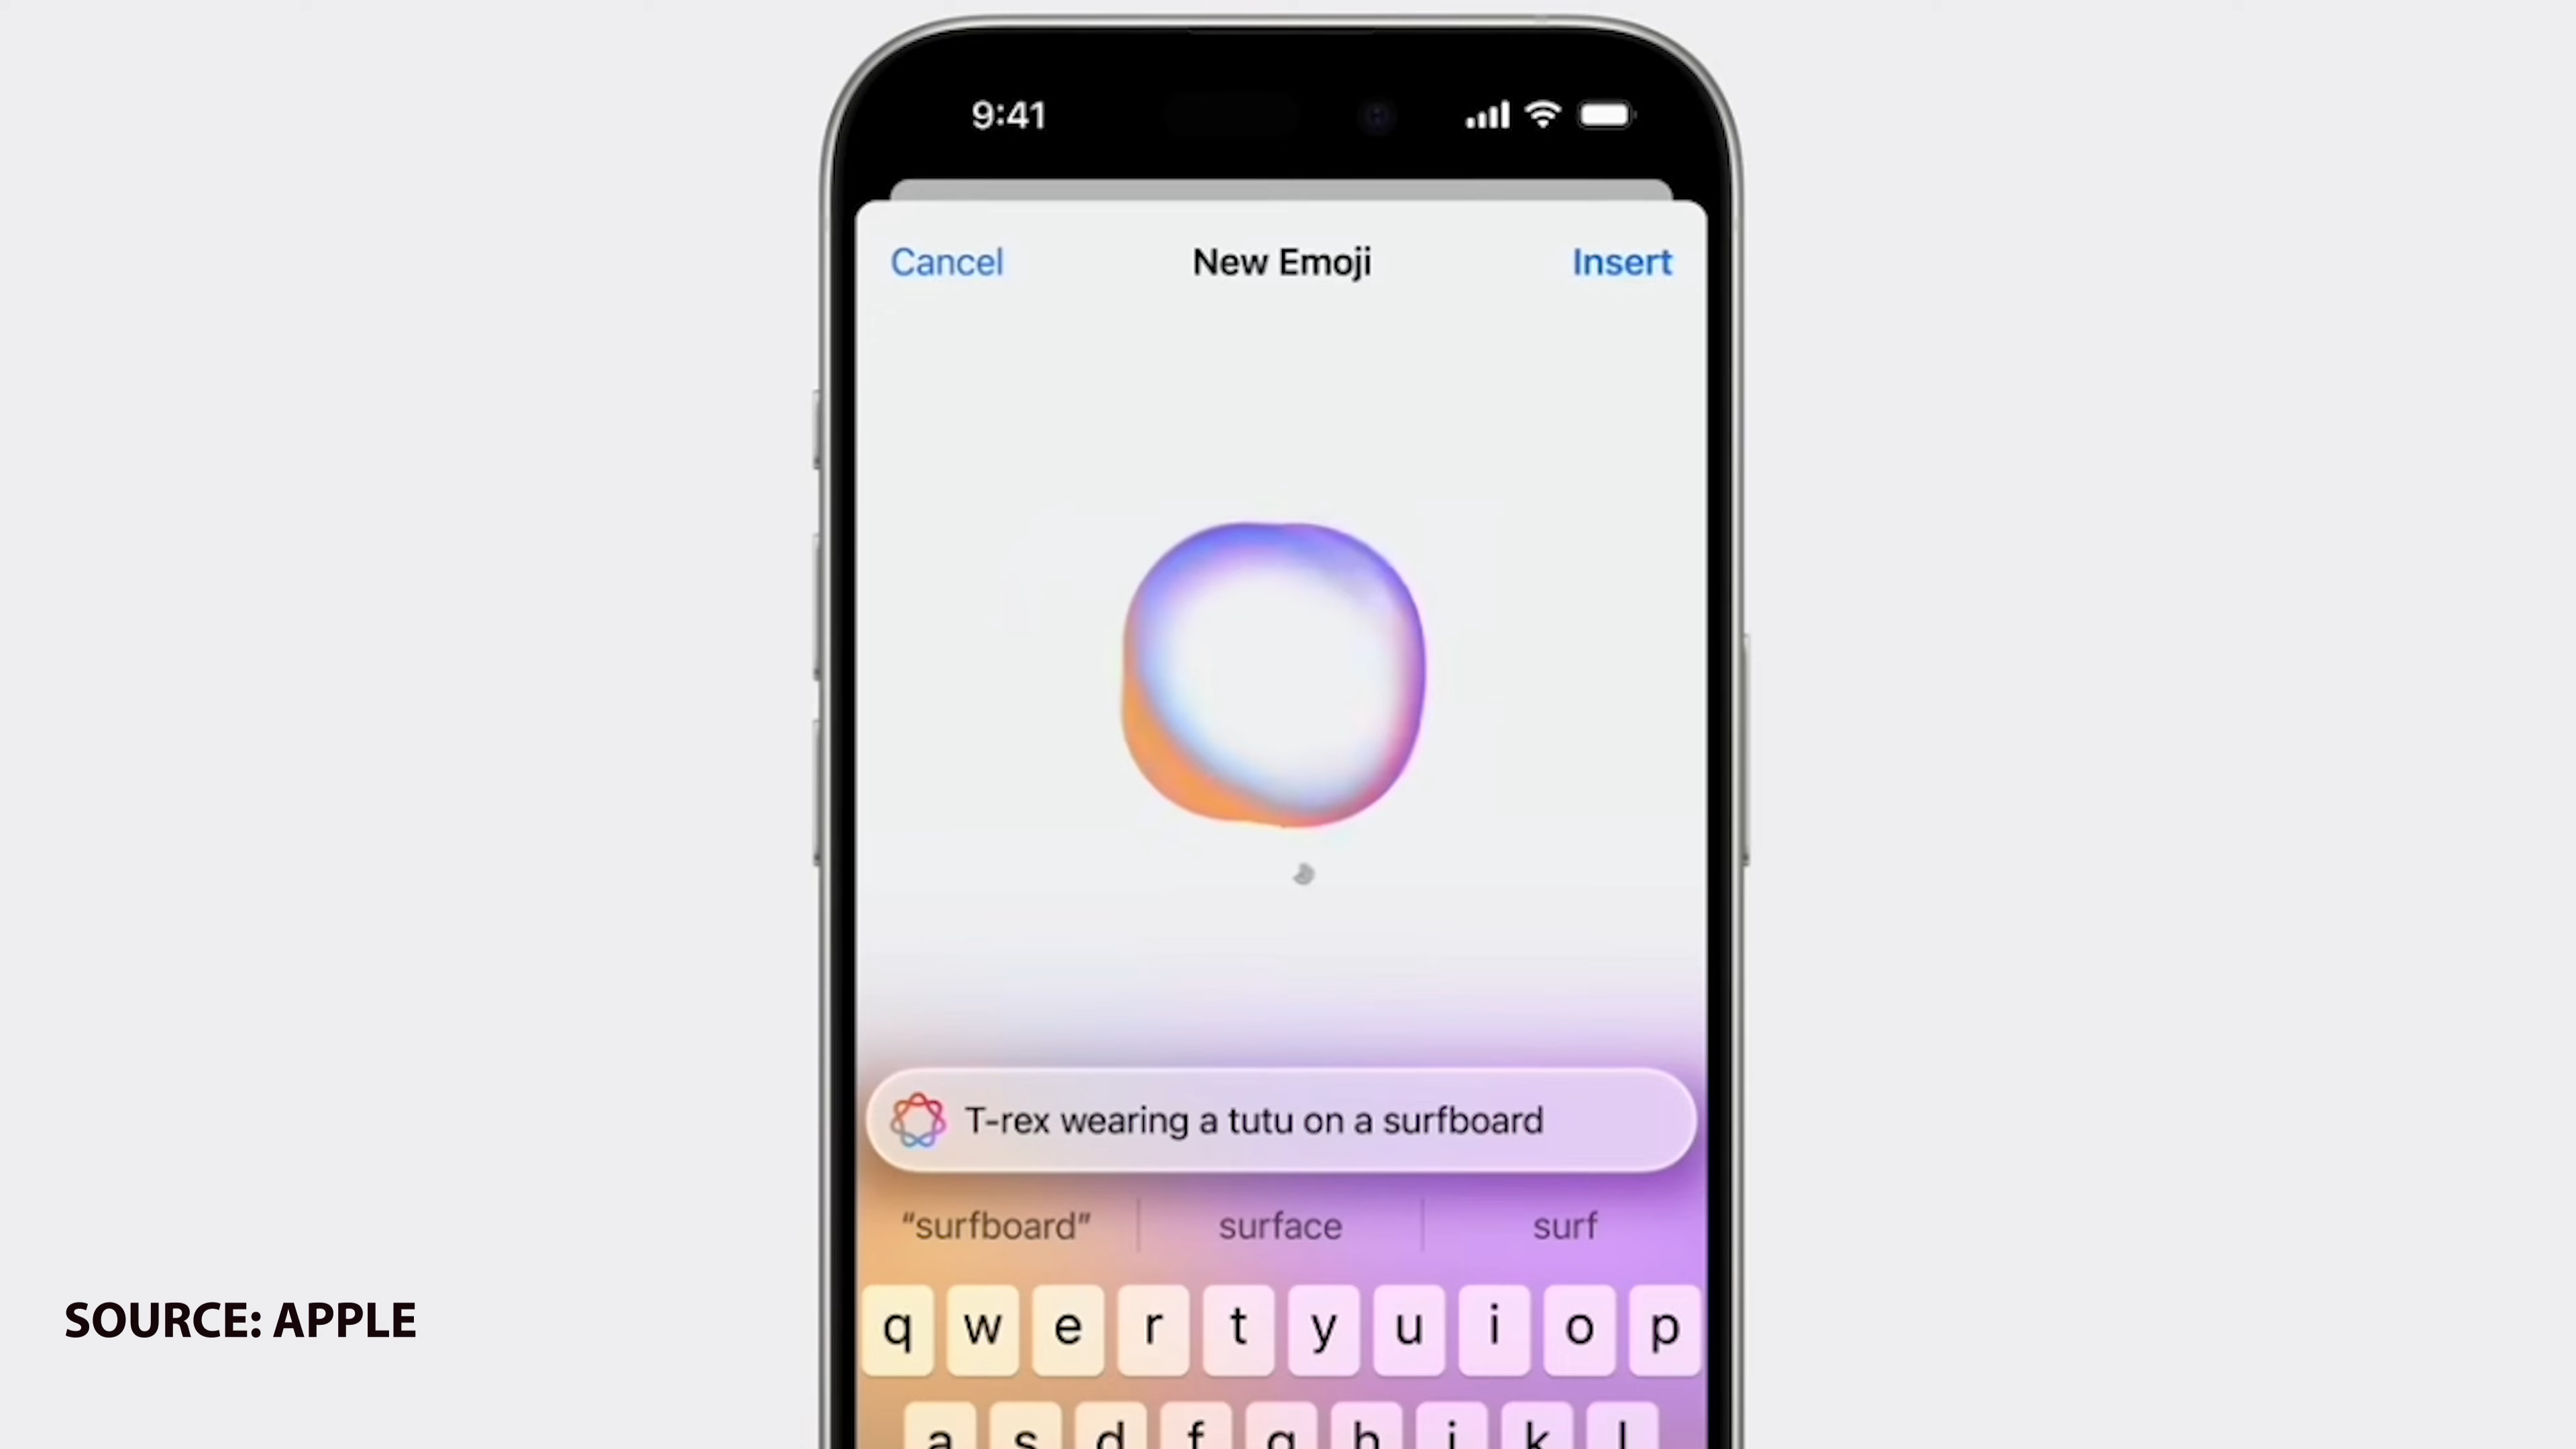 9:41
Cancel New Emoji Insert
T-rex wearing a tutu on a surfboard
“surfboard” surface surf
q w e r t y u i o p
a s d f g h j k l
SOURCE: APPLE